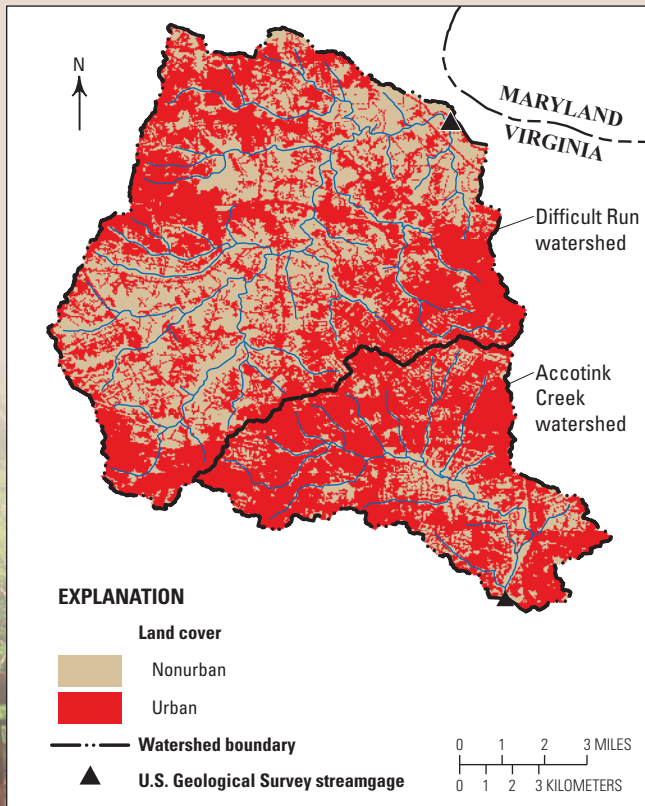 N
MARYLAND
VIRGINIA
Difficult Run
watershed
Accotink
Creek
watershed
EXPLANATION
Land cover
Nonurban
Urban
Watershed boundary
U.S. Geological Survey streamgage
0 1 2 3 MILES
0 1 2 3 KILOMETERS